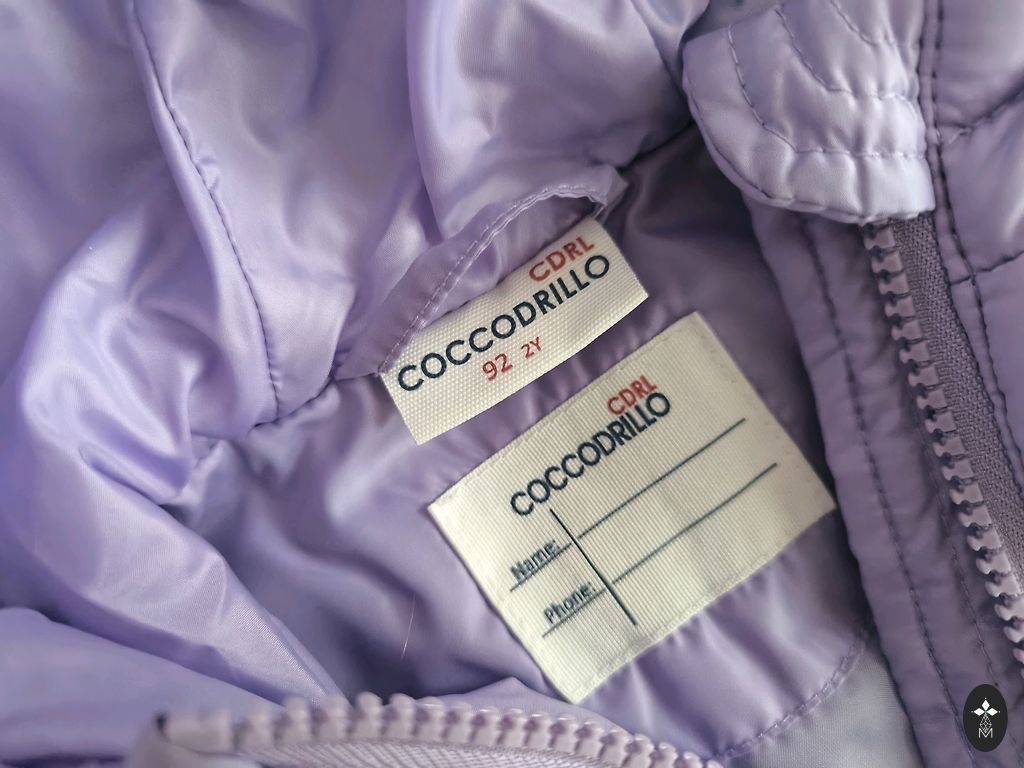 CDRL
COCCODRILLO
92 2Y
CDRL
COCCODRILLO
Name:
Phone:
M